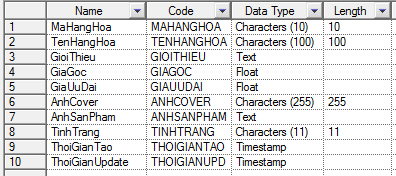 Name Code Data Type Length
1 MaHangHoa MAHANGHOA Characters (10) 10
2 TenHangHoa TENHANGHOA Characters (100) 100
3 GioiThieu GIOITHIEU Text
4 GiaGoc GIAGOC Float
5 GiaUuDai GIAUUDAI Float
6 AnhCover ANHCOVER Characters (255) 255
7 AnhSanPham ANHSANPHAM Text
8 TinhTrang TINHTRANG Characters (11) 11
9 ThoiGianTao THOIGIANTAO Timestamp
10 ThoiGianUpdate THOIGIANUPD Timestamp